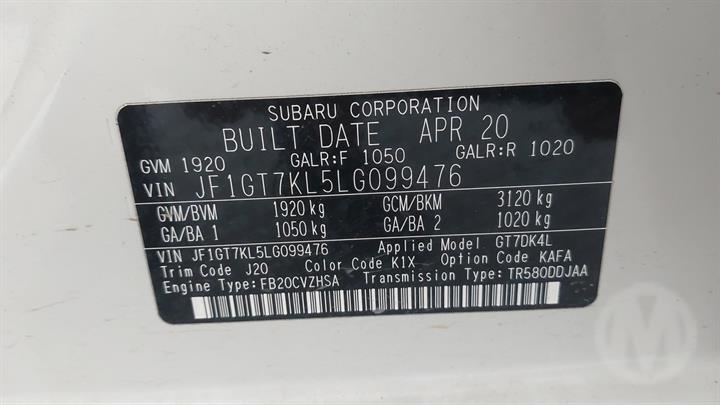 SUBARU CORPORATION
BUILT DATE APR 20
GVM 1920 GALR:F 1050 GALR:R 1020
VIN JF1GT7KL5LG099476
GVM/BVM 1920 kg GCM/BKM 3120 kg
GA/BA 1 1050 kg GA/BA 2 1020 kg
VIN JF1GT7KL5LG099476 Applied Model GT7DK4L
Trim Code J20 Color Code K1X Option Code KAFA
Engine Type:FB20CVZHSA Transmission Type:TR580DDJAA
M